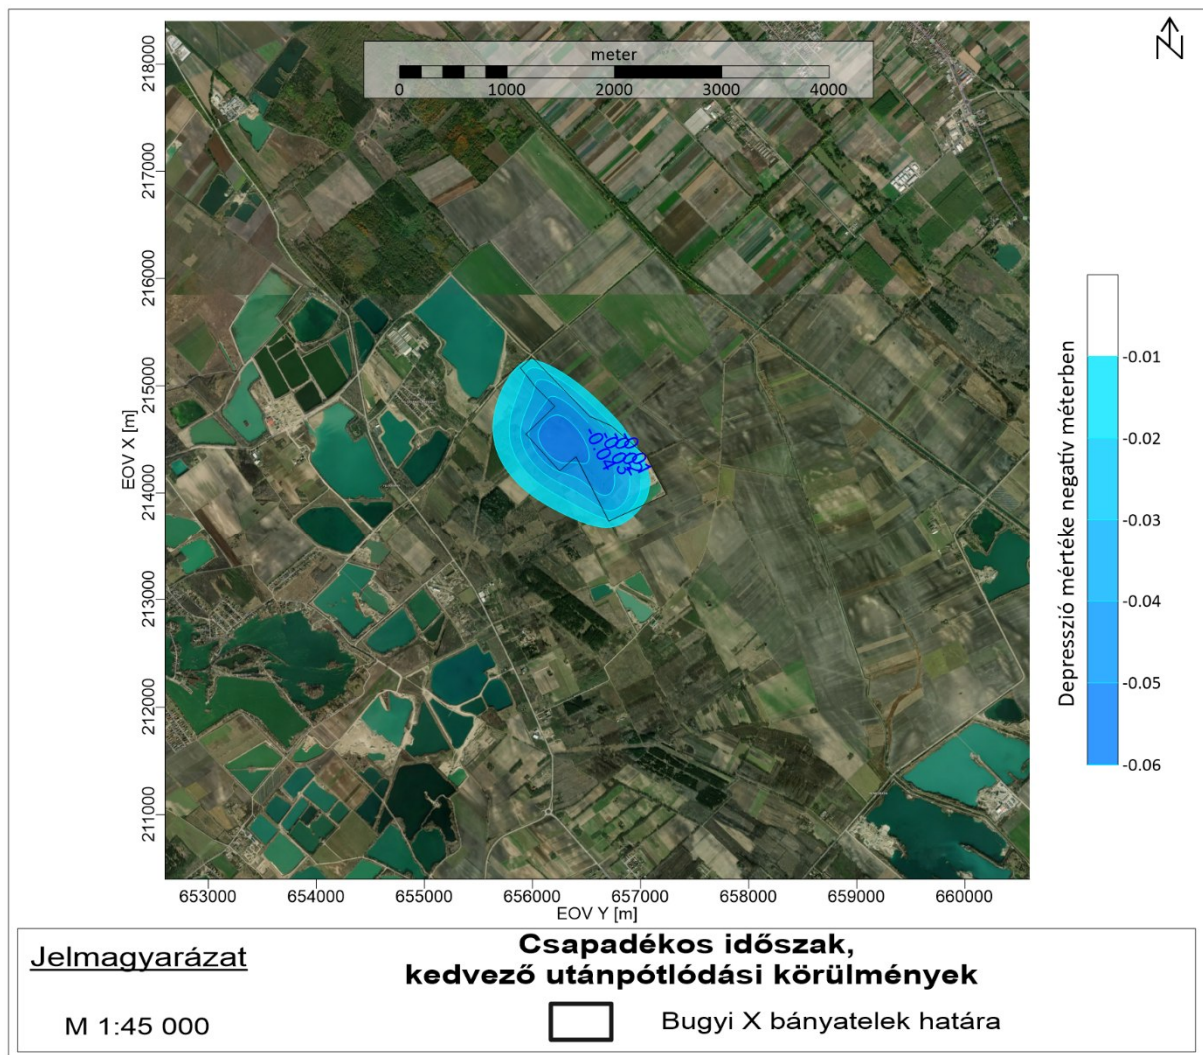 meter
0 1000 2000 3000 4000
EOV X [m]
218000
217000
216000
215000
214000
213000
212000
211000
653000 654000 655000 656000 657000 658000 659000 660000
EOV Y [m]
Depresszió mértéke negatív méterben
-0.01
-0.02
-0.03
-0.04
-0.05
-0.06
Jelmagyarázat
M 1:45 000
Csapadékos időszak,
kedvező utánpótlódási körülmények
Bugyi X bányatelek határa